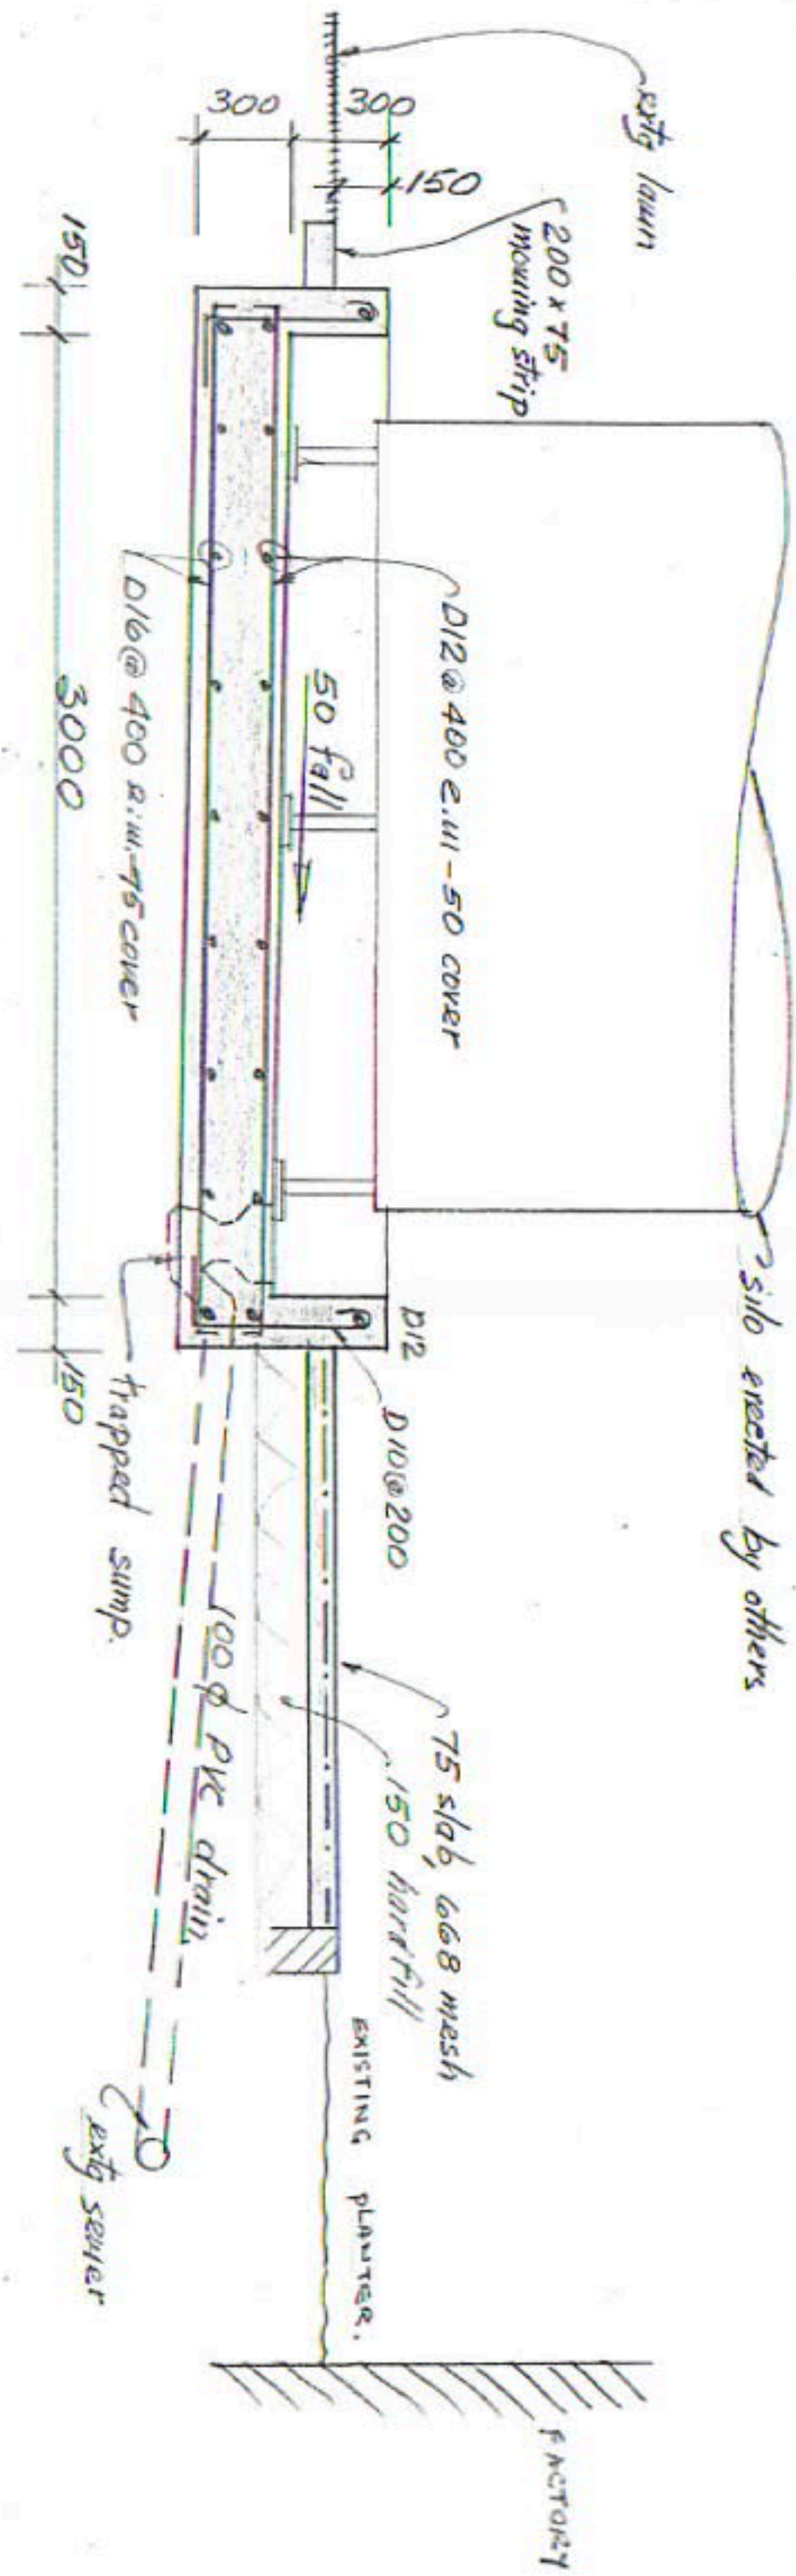 extg lawn
300
300
150
200 x 75
mowing strip
150
silo erected by others
D12 @ 400 e.w - 50 cover
50 fall
D16 @ 400 e.w. - 75 cover
3000
D12
D10@200
150
trapped sump.
75 slab, 668 mesh
150 hardfill
100 ϕ PVC drain
extg sewer
EXISTING PLANTER.
FACTORY